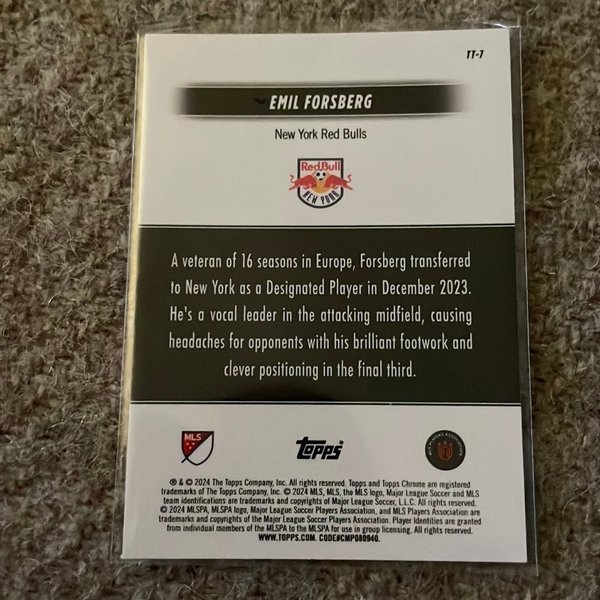 TT-7
EMIL FORSBERG
New York Red Bulls
Red Bull
NEW YORK
A veteran of 16 seasons in Europe, Forsberg transferred
to New York as a Designated Player in December 2023.
He's a vocal leader in the attacking midfield, causing
headaches for opponents with his brilliant footwork and
clever positioning in the final third.
MLS
topps
® & © 2024 The Topps Company, Inc. All rights reserved. Topps and Topps Chrome are registered
trademarks of The Topps Company, Inc. © 2024 MLS, MLS, the MLS logo, Major League Soccer and MLS
team identifications are trademarks and copyrights of Major League Soccer, L.L.C. All rights reserved.
© 2024 MLSPA, MLSPA logo, Major League Soccer Players Association, and MLSPA are
trademarks and copyrights of the Major League Soccer Players Association. Player Identities are granted
from individual members of the MLSPA to the MLSPA for use in group licensing. All rights reserved.
WWW.TOPPS.COM. CODE#CMP080940.